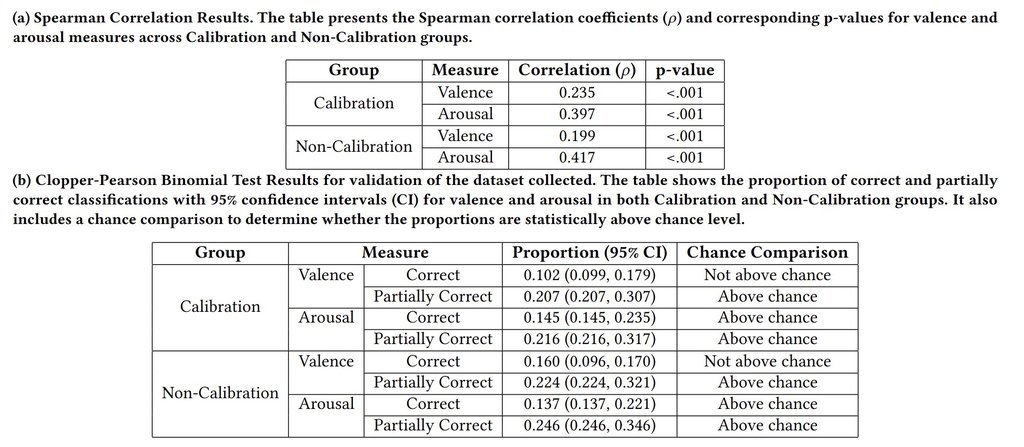 (a) Spearman Correlation Results. The table presents the Spearman correlation coefficients (ρ) and corresponding p-values for valence and
arousal measures across Calibration and Non-Calibration groups.
Group Measure Correlation (ρ) p-value
Calibration Valence 0.235 <.001
Arousal 0.397 <.001
Non-Calibration Valence 0.199 <.001
Arousal 0.417 <.001
(b) Clopper-Pearson Binomial Test Results for validation of the dataset collected. The table shows the proportion of correct and partially
correct classifications with 95% confidence intervals (CI) for valence and arousal in both Calibration and Non-Calibration groups. It also
includes a chance comparison to determine whether the proportions are statistically above chance level.
Group Measure Proportion (95% CI) Chance Comparison
Calibration Valence Correct 0.102 (0.099, 0.179) Not above chance
Partially Correct 0.207 (0.207, 0.307) Above chance
Arousal Correct 0.145 (0.145, 0.235) Above chance
Partially Correct 0.216 (0.216, 0.317) Above chance
Non-Calibration Valence Correct 0.160 (0.096, 0.170) Not above chance
Partially Correct 0.224 (0.224, 0.321) Above chance
Arousal Correct 0.137 (0.137, 0.221) Above chance
Partially Correct 0.246 (0.246, 0.346) Above chance